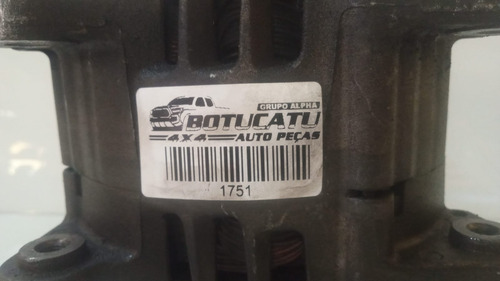 GRUPO ALPHA
BOTUCATU
4X4 AUTO PEÇAS
1751